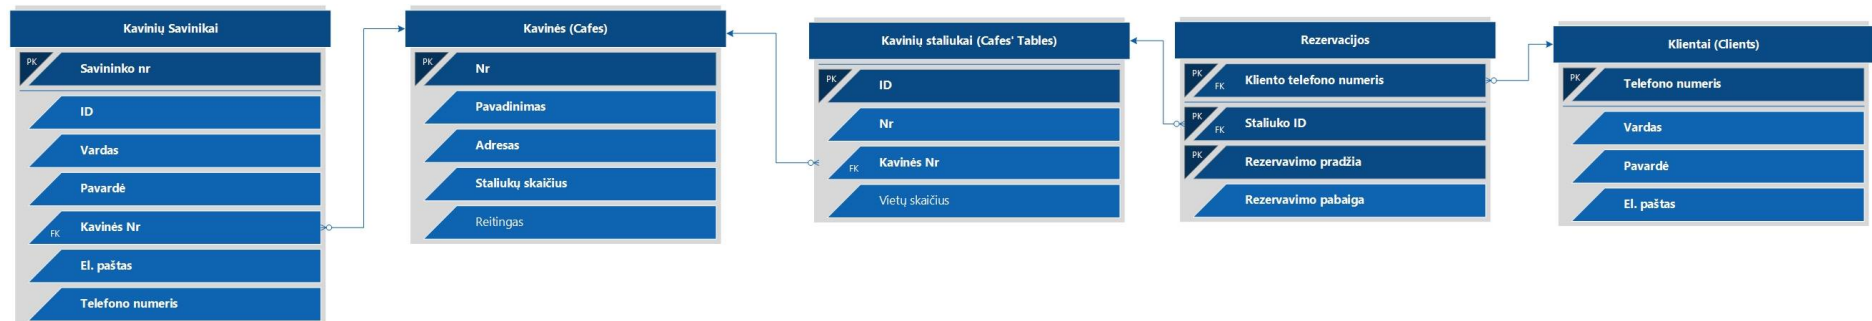 Kavinių Savinikai
PK
Savininko nr
ID
Vardas
Pavardė
FK
Kavinės Nr
El. paštas
Telefono numeris
Kavinės (Cafes)
PK
Nr
Pavadinimas
Adresas
Staliukų skaičius
Reitingas
Kavinių staliukai (Cafes' Tables)
PK
ID
Nr
FK
Kavinės Nr
Vietų skaičius
Rezervacijos
PK
FK
Kliento telefono numeris
PK
FK
Staliuko ID
PK
Rezervavimo pradžia
Rezervavimo pabaiga
Klientai (Clients)
PK
Telefono numeris
Vardas
Pavardė
El. paštas